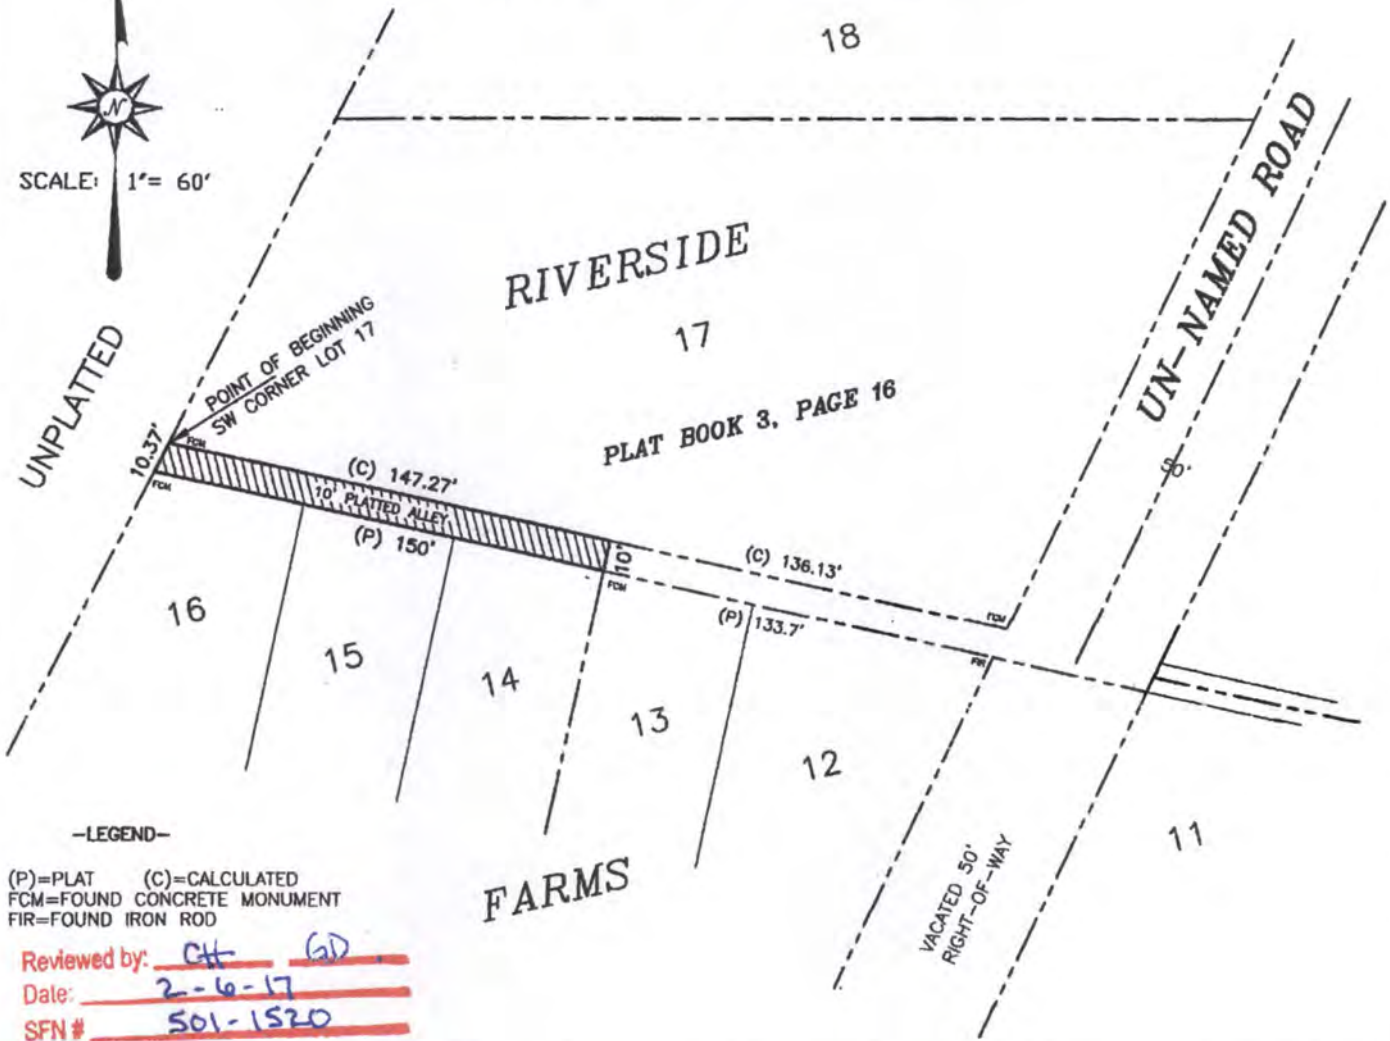 18
N
SCALE: 1"= 60'
UN-NAMED ROAD
50'
RIVERSIDE
17
PLAT BOOK 3, PAGE 16
UNPLATTED
POINT OF BEGINNING
SW CORNER LOT 17
10.37'
FCM
FCM
(C) 147.27'
10' PLATTED ALLEY
(P) 150'
10'
FCM
(C) 136.13'
FCM
(P) 133.7'
FIR
16
15
14
13
12
11
VACATED 50'
RIGHT-OF-WAY
FARMS
-LEGEND-
(P)=PLAT (C)=CALCULATED
FCM=FOUND CONCRETE MONUMENT
FIR=FOUND IRON ROD
Reviewed by: CH GD
Date: 2-6-17
SFN # 501-1520